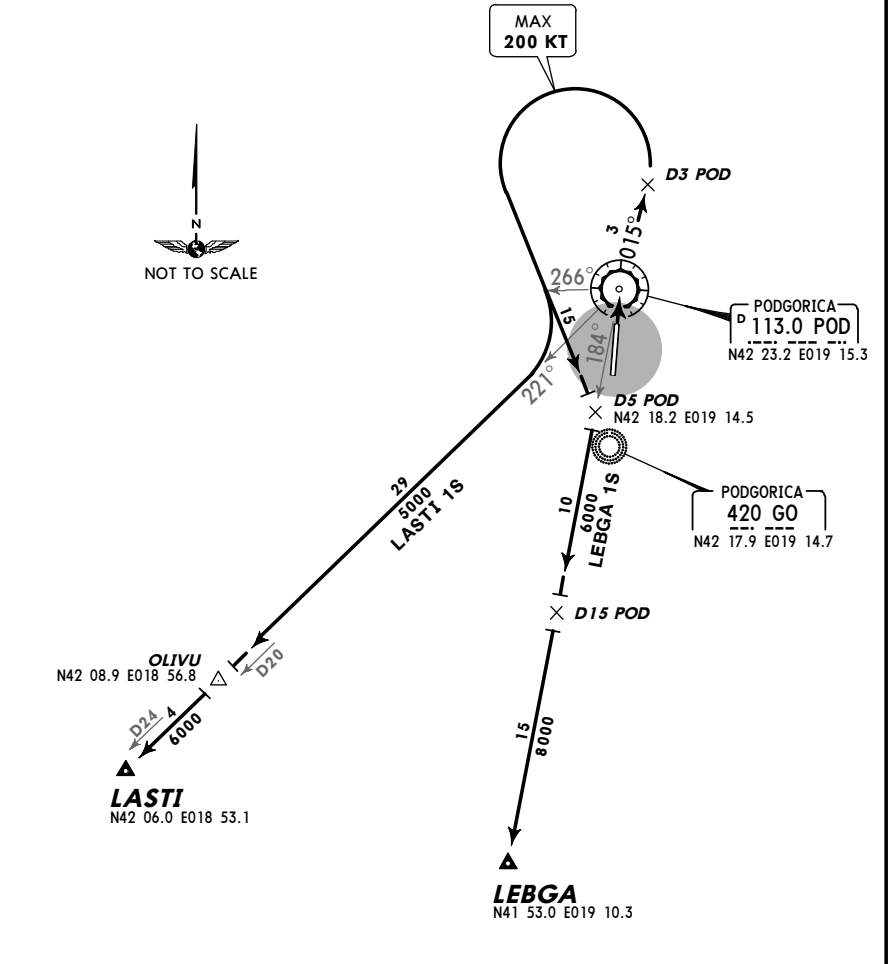 MAX
200 KT
D3 POD
3
015°
N
NOT TO SCALE
266°
15
PODGORICA
D 113.0 POD
N42 23.2 E019 15.3
184°
221°
D5 POD
N42 18.2 E019 14.5
29
5000
LASTI 1S
10
6000
LEBGA 1S
PODGORICA
420 GO
N42 17.9 E019 14.7
D15 POD
OLIVU
N42 08.9 E018 56.8
D20
D24
4
6000
15
8000
LASTI
N42 06.0 E018 53.1
LEBGA
N41 53.0 E019 10.3